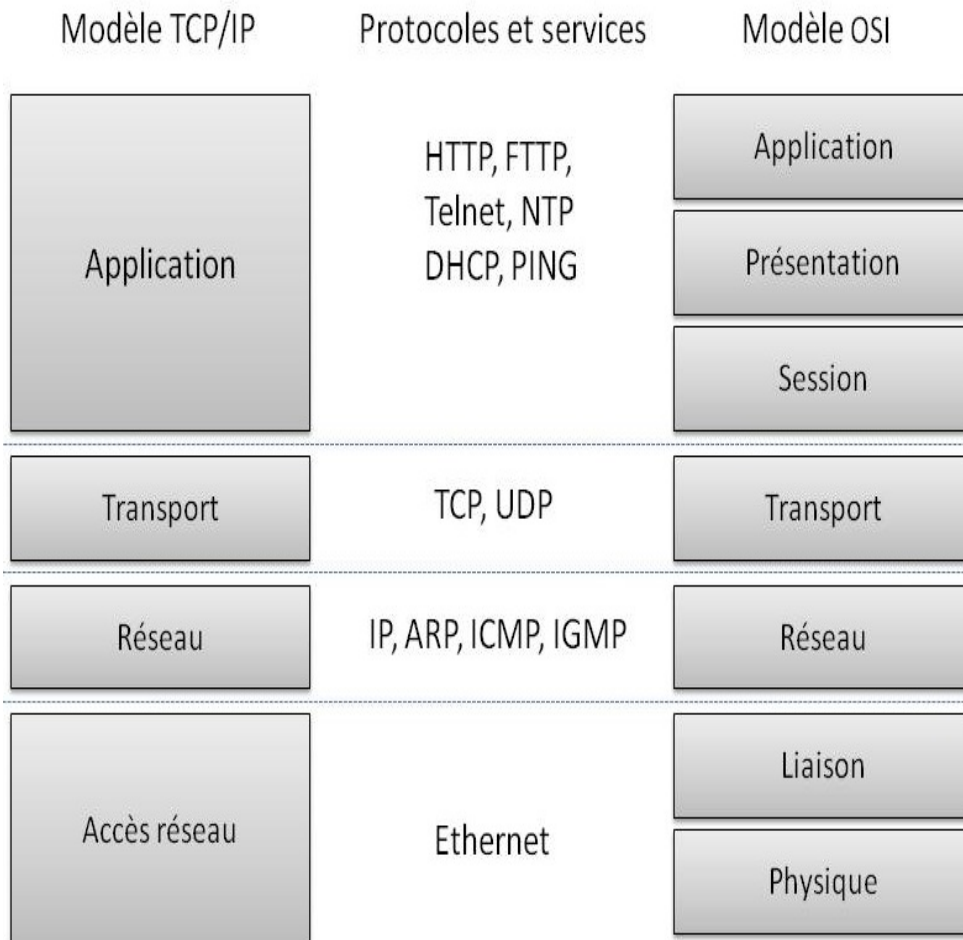 Modèle TCP/IP
Protocoles et services
Modèle OSI
Application
HTTP, FTTP,
Telnet, NTP
DHCP, PING
Application
Présentation
Session
Transport
TCP, UDP
Transport
Réseau
IP, ARP, ICMP, IGMP
Réseau
Accès réseau
Ethernet
Liaison
Physique